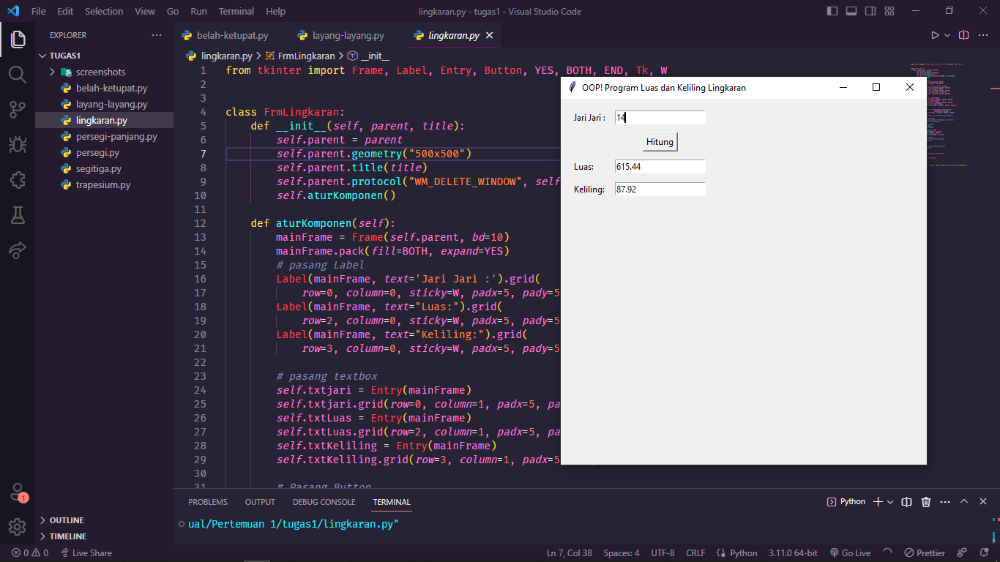 File Edit Selection View Go Run Terminal Help
lingkaran.py - tugas1 - Visual Studio Code
EXPLORER
TUGAS1
screenshots
belah-ketupat.py
layang-layang.py
lingkaran.py
persegi-panjang.py
persegi.py
segitiga.py
trapesium.py
OUTLINE
TIMELINE
belah-ketupat.py layang-layang.py lingkaran.py
lingkaran.py > FrmLingkaran > __init__
1 from tkinter import Frame, Label, Entry, Button, YES, BOTH, END, Tk, W
2
3
4 class FrmLingkaran:
5 def __init__(self, parent, title):
6 self.parent = parent
7 self.parent.geometry("500x500")
8 self.parent.title(title)
9 self.parent.protocol("WM_DELETE_WINDOW", self
10 self.aturKomponen()
11
12 def aturKomponen(self):
13 mainFrame = Frame(self.parent, bd=10)
14 mainFrame.pack(fill=BOTH, expand=YES)
15 # pasang Label
16 Label(mainFrame, text='Jari Jari :').grid(
17 row=0, column=0, sticky=W, padx=5, pady=5
18 Label(mainFrame, text="Luas:").grid(
19 row=2, column=0, sticky=W, padx=5, pady=5
20 Label(mainFrame, text="Keliling:").grid(
21 row=3, column=0, sticky=W, padx=5, pady=5
22
23 # pasang textbox
24 self.txtjari = Entry(mainFrame)
25 self.txtjari.grid(row=0, column=1, padx=5, pa
26 self.txtLuas = Entry(mainFrame)
27 self.txtLuas.grid(row=2, column=1, padx=5, pa
28 self.txtKeliling = Entry(mainFrame)
29 self.txtKeliling.grid(row=3, column=1, padx=5
30
31 # Pasang Button
OOP! Program Luas dan Keliling Lingkaran
Jari Jari : 14
Hitung
Luas: 615.44
Keliling: 87.92
PROBLEMS OUTPUT DEBUG CONSOLE TERMINAL
Python
ual/Pertemuan 1/tugas1/lingkaran.py"
1
0 0 Live Share
Ln 7, Col 38 Spaces: 4 UTF-8 CRLF Python 3.11.0 64-bit Go Live Prettier